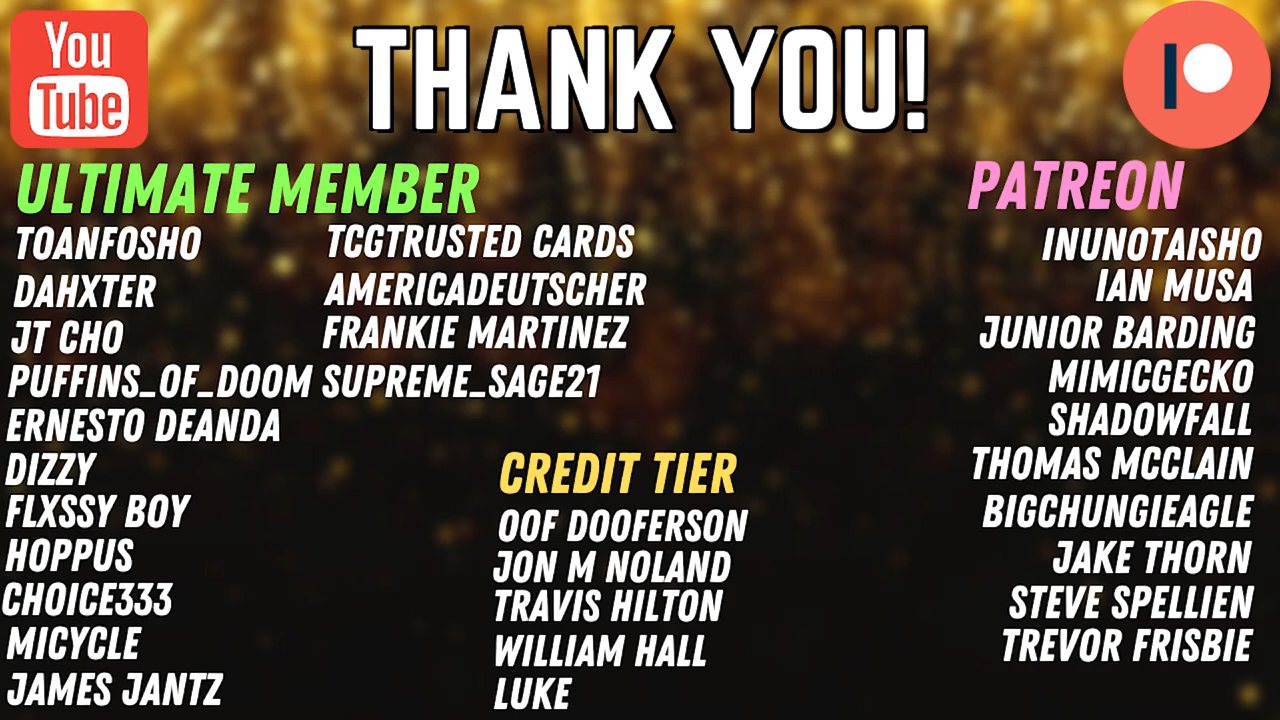 You
Tube
THANK YOU!
ULTIMATE MEMBER
TOANFOSHO
DAHXTER
JT CHO
PUFFINS_OF_DOOM
ERNESTO DEANDA
DIZZY
FLXSSY BOY
HOPPUS
CHOICE333
MICYCLE
JAMES JANTZ
TCGTRUSTED CARDS
AMERICADEUTSCHER
FRANKIE MARTINEZ
SUPREME_SAGE21
CREDIT TIER
OOF DOOFERSON
JON M NOLAND
TRAVIS HILTON
WILLIAM HALL
LUKE
PATREON
INUNOTAISHO
IAN MUSA
JUNIOR BARDING
MIMICGECKO
SHADOWFALL
THOMAS MCCLAIN
BIGCHUNGIEAGLE
JAKE THORN
STEVE SPELLIEN
TREVOR FRISBIE